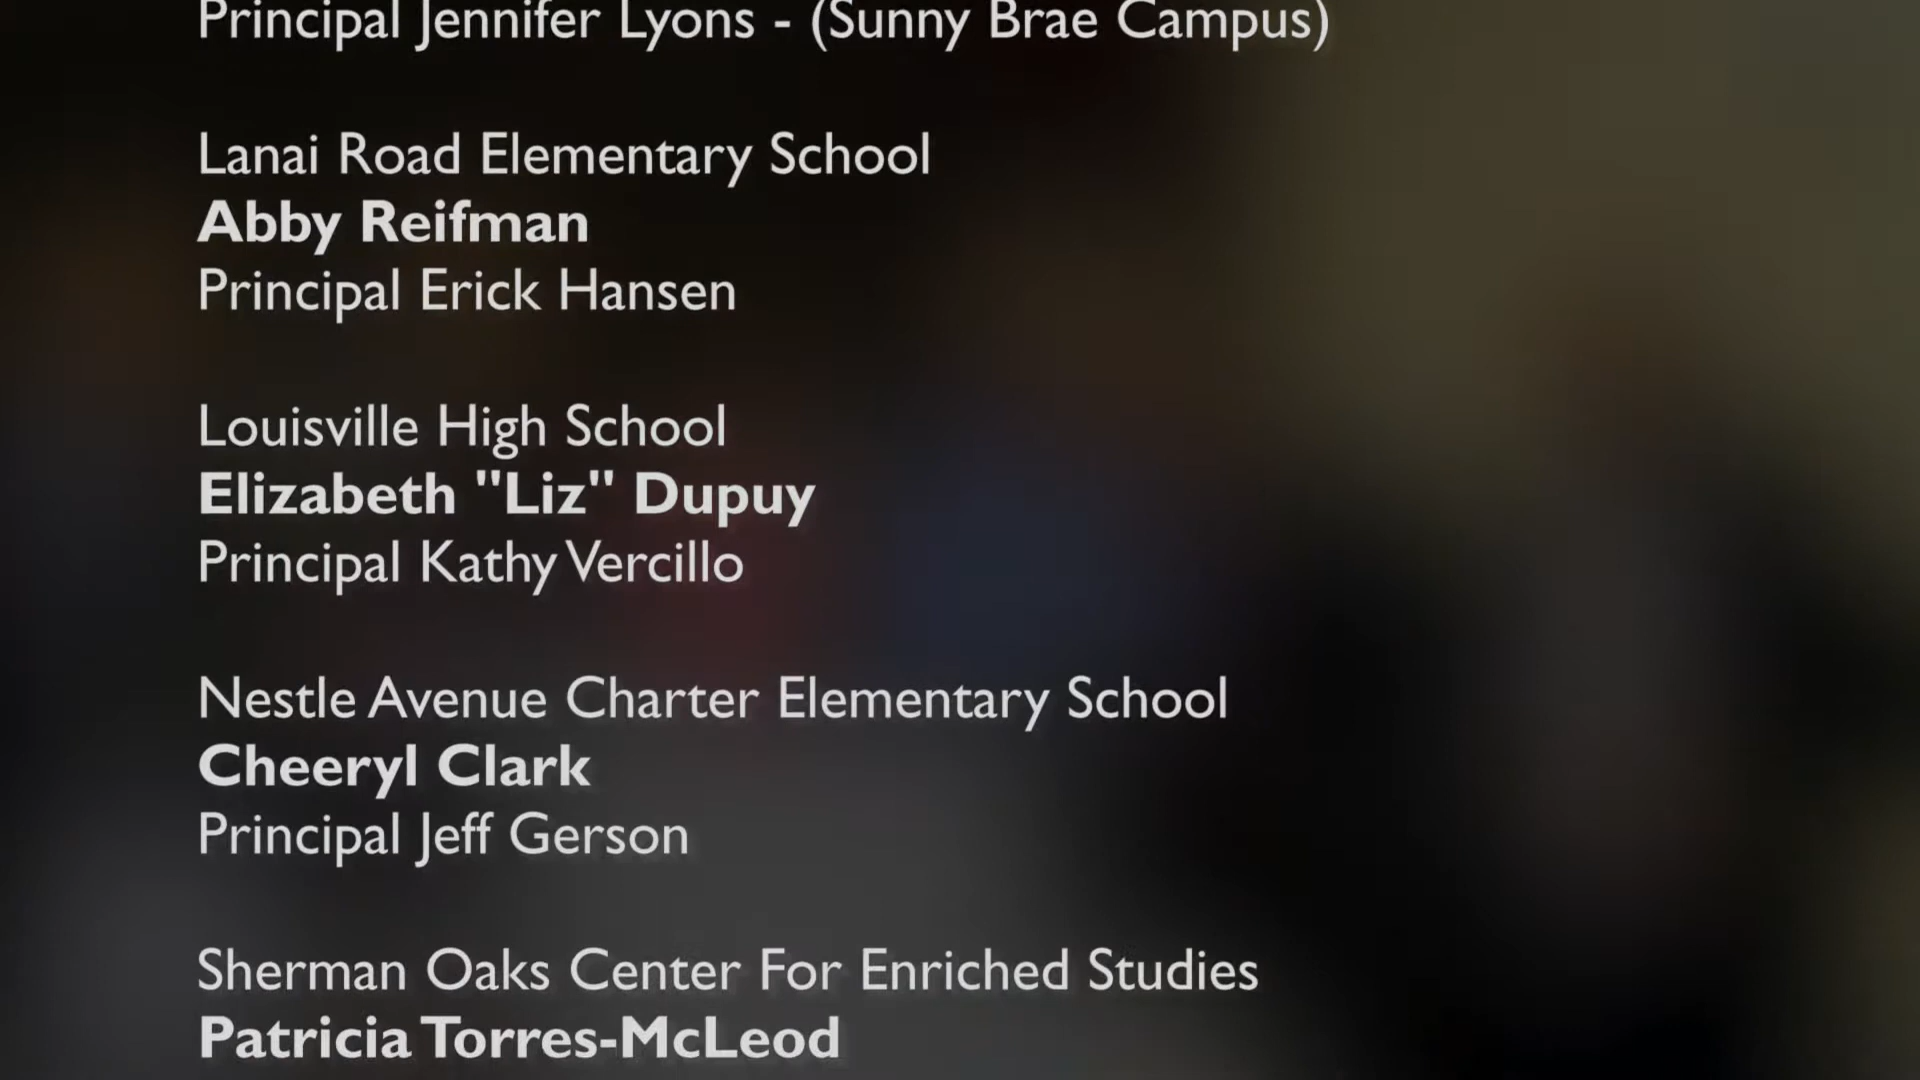 Principal Jennifer Lyons - (Sunny Brae Campus)
Lanai Road Elementary School
Abby Reifman
Principal Erick Hansen
Louisville High School
Elizabeth "Liz" Dupuy
Principal Kathy Vercillo
Nestle Avenue Charter Elementary School
Cheeryl Clark
Principal Jeff Gerson
Sherman Oaks Center For Enriched Studies
Patricia Torres-McLeod